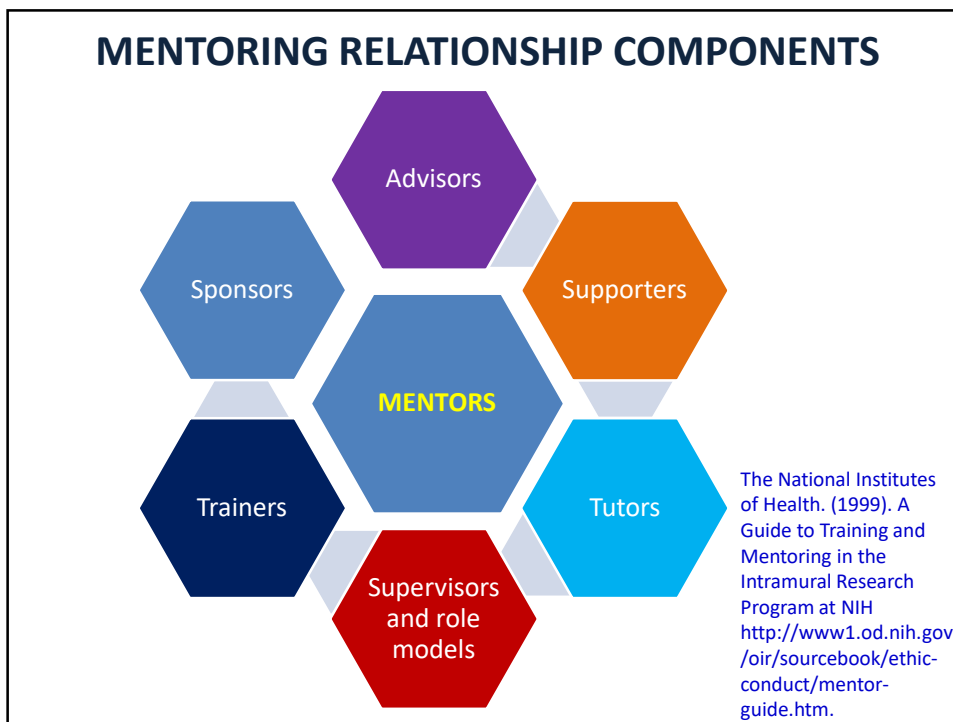 MENTORING RELATIONSHIP COMPONENTS
Advisors
Sponsors
Supporters
MENTORS
Trainers
Tutors
Supervisors
and role
models
The National Institutes
of Health. (1999). A
Guide to Training and
Mentoring in the
Intramural Research
Program at NIH
http://www1.od.nih.gov
/oir/sourcebook/ethic-
conduct/mentor-
guide.htm.